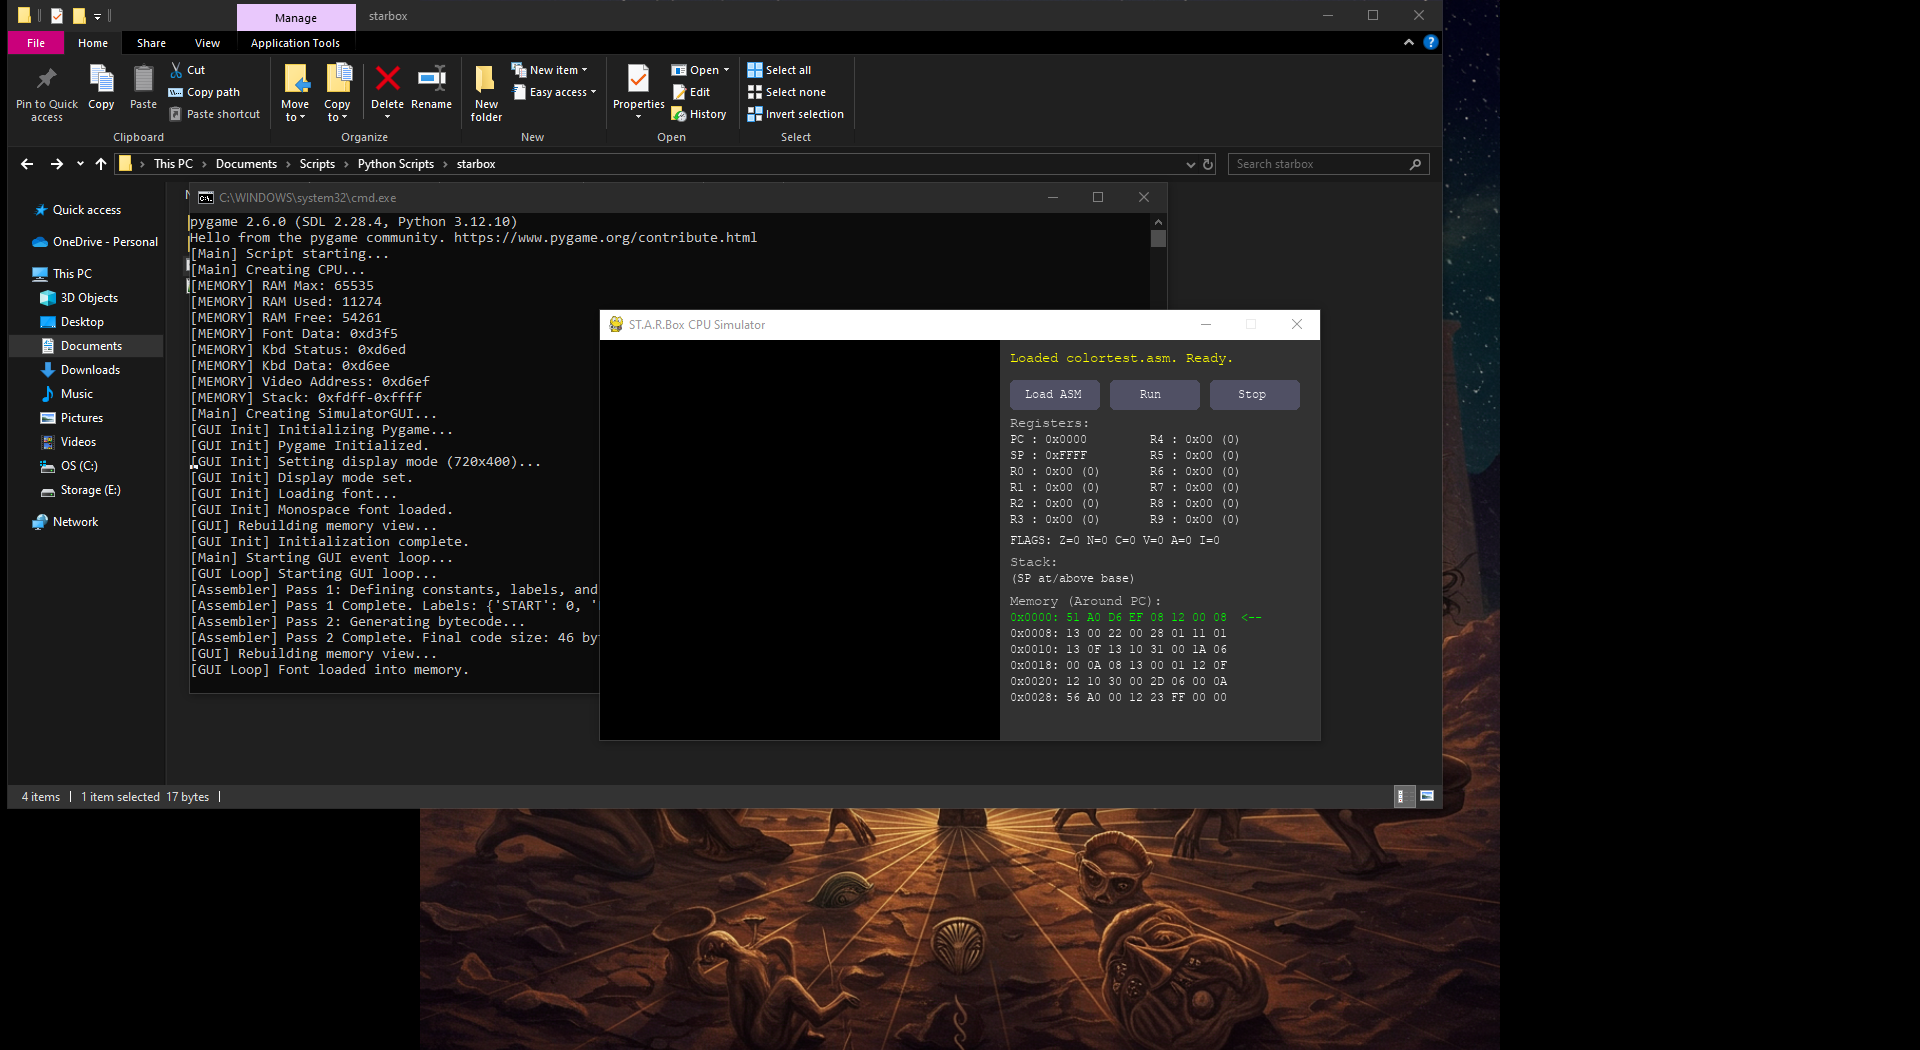 Manage
starbox
File
Home
Share
View
Application Tools
Pin to Quick access
Copy
Paste
Cut
Copy path
Paste shortcut
Clipboard
Move to
Copy to
Delete
Rename
Organize
New folder
New item
Easy access
New
Properties
Open
Edit
History
Open
Select all
Select none
Invert selection
Select
This PC > Documents > Scripts > Python Scripts > starbox
Search starbox
Quick access
OneDrive - Personal
This PC
3D Objects
Desktop
Documents
Downloads
Music
Pictures
Videos
OS (C:)
Storage (E:)
Network
C:\WINDOWS\system32\cmd.exe
pygame 2.6.0 (SDL 2.28.4, Python 3.12.10)
Hello from the pygame community. https://www.pygame.org/contribute.html
[Main] Script starting...
[Main] Creating CPU...
[MEMORY] RAM Max: 65535
[MEMORY] RAM Used: 11274
[MEMORY] RAM Free: 54261
[MEMORY] Font Data: 0xd3f5
[MEMORY] Kbd Status: 0xd6ed
[MEMORY] Kbd Data: 0xd6ee
[MEMORY] Video Address: 0xd6ef
[MEMORY] Stack: 0xfdff-0xffff
[Main] Creating SimulatorGUI...
[GUI Init] Initializing Pygame...
[GUI Init] Pygame Initialized.
[GUI Init] Setting display mode (720x400)...
[GUI Init] Display mode set.
[GUI Init] Loading font...
[GUI Init] Monospace font loaded.
[GUI] Rebuilding memory view...
[GUI Init] Initialization complete.
[Main] Starting GUI event loop...
[GUI Loop] Starting GUI loop...
[Assembler] Pass 1: Defining constants, labels, and
[Assembler] Pass 1 Complete. Labels: {'START': 0, '
[Assembler] Pass 2: Generating bytecode...
[Assembler] Pass 2 Complete. Final code size: 46 by
[GUI] Rebuilding memory view...
[GUI Loop] Font loaded into memory.
ST.A.R.Box CPU Simulator
Loaded colortest.asm. Ready.
Load ASM
Run
Stop
Registers:
PC : 0x0000 R4 : 0x00 (0)
SP : 0xFFFF R5 : 0x00 (0)
R0 : 0x00 (0) R6 : 0x00 (0)
R1 : 0x00 (0) R7 : 0x00 (0)
R2 : 0x00 (0) R8 : 0x00 (0)
R3 : 0x00 (0) R9 : 0x00 (0)
FLAGS: Z=0 N=0 C=0 V=0 A=0 I=0
Stack:
(SP at/above base)
Memory (Around PC):
0x0000: 51 A0 D6 EF 08 12 00 08 <--
0x0008: 13 00 22 00 28 01 11 01
0x0010: 13 0F 13 10 31 00 1A 06
0x0018: 00 0A 08 13 00 01 12 0F
0x0020: 12 10 30 00 2D 06 00 0A
0x0028: 56 A0 00 12 23 FF 00 00
4 items
1 item selected 17 bytes